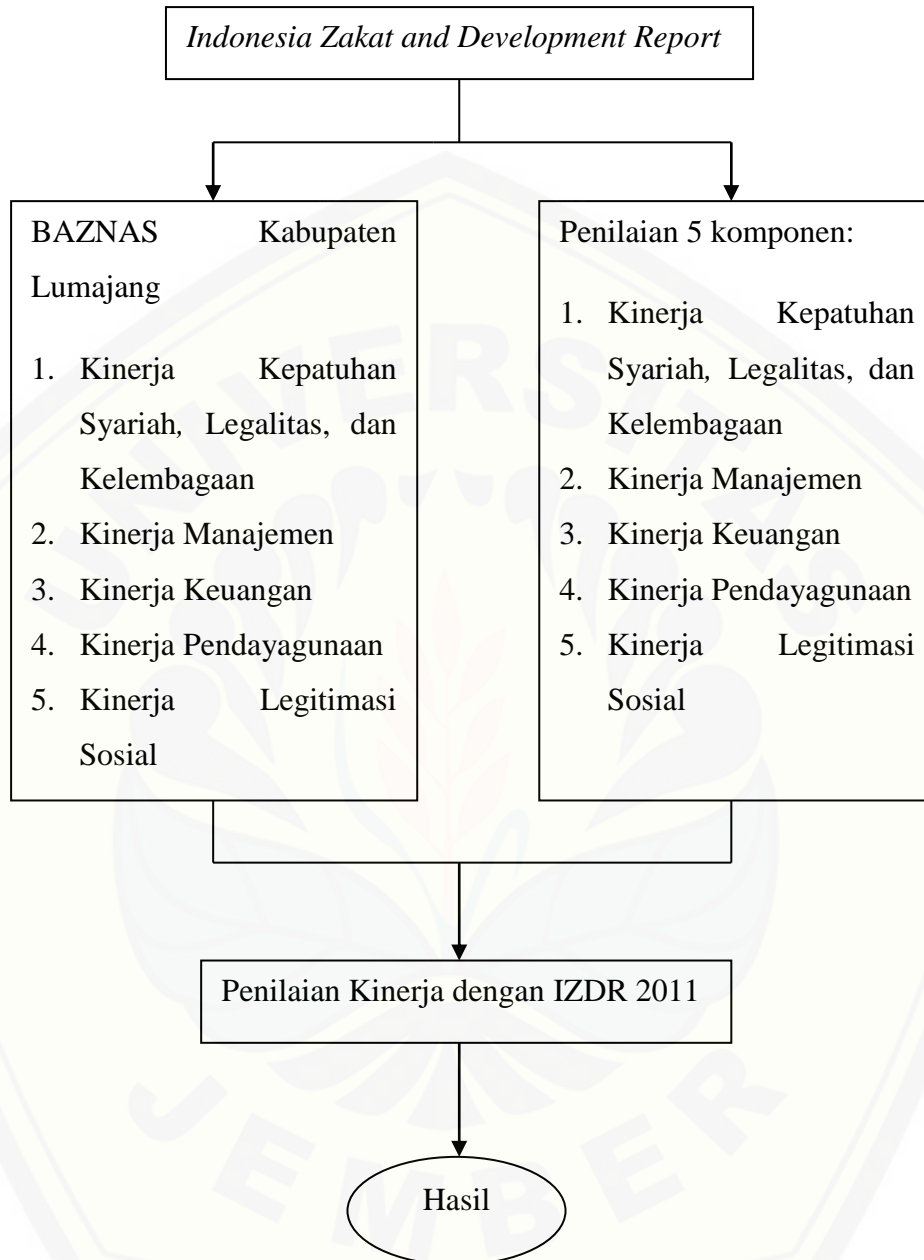 Indonesia Zakat and Development Report
BAZNAS Kabupaten
Lumajang
1. Kinerja Kepatuhan
Syariah, Legalitas, dan
Kelembagaan
2. Kinerja Manajemen
3. Kinerja Keuangan
4. Kinerja Pendayagunaan
5. Kinerja Legitimasi
Sosial
Penilaian 5 komponen:
1. Kinerja Kepatuhan
Syariah, Legalitas, dan
Kelembagaan
2. Kinerja Manajemen
3. Kinerja Keuangan
4. Kinerja Pendayagunaan
5. Kinerja Legitimasi
Sosial
Penilaian Kinerja dengan IZDR 2011
Hasil
UNIVERSITAS
JEMBER